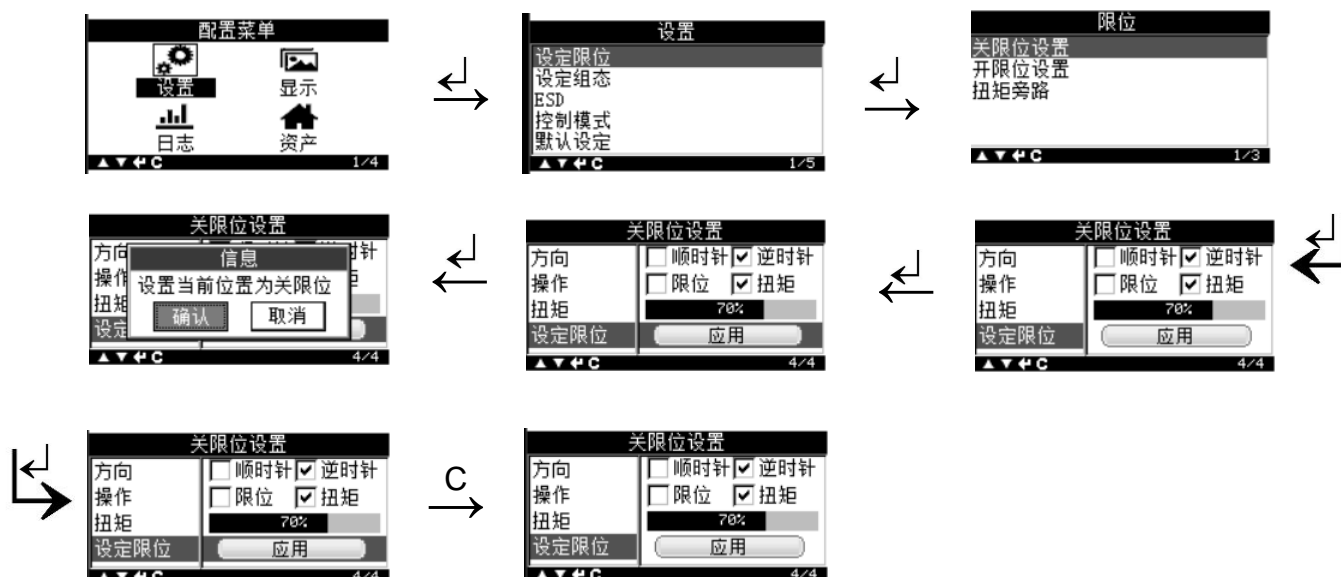 配置菜单
设置
显示
日志
资产
▲▼↵C 1/4
设置
设定限位
设定组态
ESD
控制模式
默认设定
▲▼↵C 1/5
限位
关限位设置
开限位设置
扭矩旁路
▲▼↵C 1/3
关限位设置
方向
操作
扭矩
设定
信息
设置当前位置为关限位
确认 取消
▲▼↵C 4/4
关限位设置
方向 顺时针 逆时针
操作 限位 扭矩
扭矩 70%
设定限位 应用
▲▼↵C 4/4
关限位设置
方向 顺时针 逆时针
操作 限位 扭矩
扭矩 70%
设定限位 应用
▲▼↵C 4/4
关限位设置
方向 顺时针 逆时针
操作 限位 扭矩
扭矩 70%
设定限位 应用
▲▼↵C 4/4
C
关限位设置
方向 顺时针 逆时针
操作 限位 扭矩
扭矩 70%
设定限位 应用
▲▼↵C 4/4